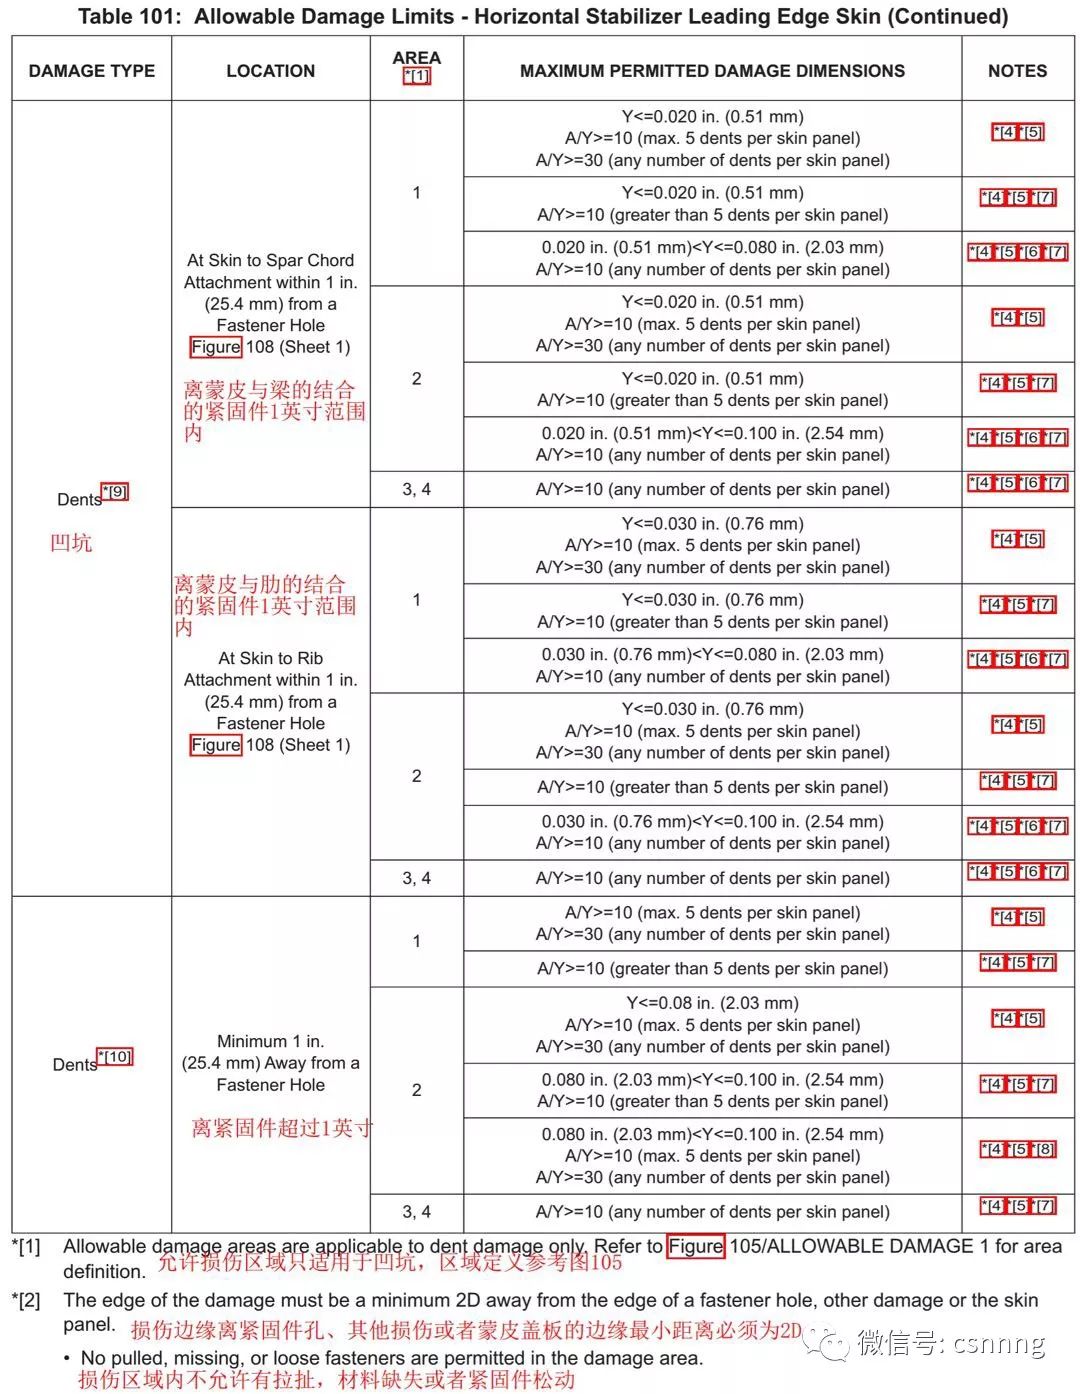 Table 101: Allowable Damage Limits - Horizontal Stabilizer Leading Edge Skin (Continued)
DAMAGE TYPE
LOCATION
AREA
*[1]
MAXIMUM PERMITTED DAMAGE DIMENSIONS
NOTES
Dents*[9]
凹坑
At Skin to Spar Chord
Attachment within 1 in.
(25.4 mm) from a
Fastener Hole
Figure 108 (Sheet 1)
离蒙皮与梁的结合
的紧固件1英寸范围
内
1
Y<=0.020 in. (0.51 mm)
A/Y>=10 (max. 5 dents per skin panel)
A/Y>=30 (any number of dents per skin panel)
*[4]*[5]
Y<=0.020 in. (0.51 mm)
A/Y>=10 (greater than 5 dents per skin panel)
*[4]*[5]*[7]
0.020 in. (0.51 mm)<Y<=0.080 in. (2.03 mm)
A/Y>=10 (any number of dents per skin panel)
*[4]*[5]*[6]*[7]
2
Y<=0.020 in. (0.51 mm)
A/Y>=10 (max. 5 dents per skin panel)
A/Y>=30 (any number of dents per skin panel)
*[4]*[5]
Y<=0.020 in. (0.51 mm)
A/Y>=10 (greater than 5 dents per skin panel)
*[4]*[5]*[7]
0.020 in. (0.51 mm)<Y<=0.100 in. (2.54 mm)
A/Y>=10 (any number of dents per skin panel)
*[4]*[5]*[6]*[7]
3, 4
A/Y>=10 (any number of dents per skin panel)
*[4]*[5]*[6]*[7]
离蒙皮与肋的结合
的紧固件1英寸范围
内
At Skin to Rib
Attachment within 1 in.
(25.4 mm) from a
Fastener Hole
Figure 108 (Sheet 1)
1
Y<=0.030 in. (0.76 mm)
A/Y>=10 (max. 5 dents per skin panel)
A/Y>=30 (any number of dents per skin panel)
*[4]*[5]
Y<=0.030 in. (0.76 mm)
A/Y>=10 (greater than 5 dents per skin panel)
*[4]*[5]*[7]
0.030 in. (0.76 mm)<Y<=0.080 in. (2.03 mm)
A/Y>=10 (any number of dents per skin panel)
*[4]*[5]*[6]*[7]
2
Y<=0.030 in. (0.76 mm)
A/Y>=10 (max. 5 dents per skin panel)
A/Y>=30 (any number of dents per skin panel)
*[4]*[5]
A/Y>=10 (greater than 5 dents per skin panel)
*[4]*[5]*[7]
0.030 in. (0.76 mm)<Y<=0.100 in. (2.54 mm)
A/Y>=10 (any number of dents per skin panel)
*[4]*[5]*[6]*[7]
3, 4
A/Y>=10 (any number of dents per skin panel)
*[4]*[5]*[6]*[7]
Dents*[10]
Minimum 1 in.
(25.4 mm) Away from a
Fastener Hole
离紧固件超过1英寸
1
A/Y>=10 (max. 5 dents per skin panel)
A/Y>=30 (any number of dents per skin panel)
*[4]*[5]
A/Y>=10 (greater than 5 dents per skin panel)
*[4]*[5]*[7]
2
Y<=0.08 in. (2.03 mm)
A/Y>=10 (max. 5 dents per skin panel)
A/Y>=30 (any number of dents per skin panel)
*[4]*[5]
0.080 in. (2.03 mm)<Y<=0.100 in. (2.54 mm)
A/Y>=10 (greater than 5 dents per skin panel)
*[4]*[5]*[7]
0.080 in. (2.03 mm)<Y<=0.100 in. (2.54 mm)
A/Y>=10 (max. 5 dents per skin panel)
A/Y>=30 (any number of dents per skin panel)
*[4]*[5]*[8]
3, 4
A/Y>=10 (any number of dents per skin panel)
*[4]*[5]*[7]
*[1] Allowable damage areas are applicable to dent damage only. Refer to Figure 105/ALLOWABLE DAMAGE 1 for area
definition. 允许损伤区域只适用于凹坑，区域定义参考图105
*[2] The edge of the damage must be a minimum 2D away from the edge of a fastener hole, other damage or the skin
panel. 损伤边缘离紧固件孔、其他损伤或者蒙皮盖板的边缘最小距离必须为2D
微信号: csnnng
• No pulled, missing, or loose fasteners are permitted in the damage area.
损伤区域内不允许有拉扯，材料缺失或者紧固件松动